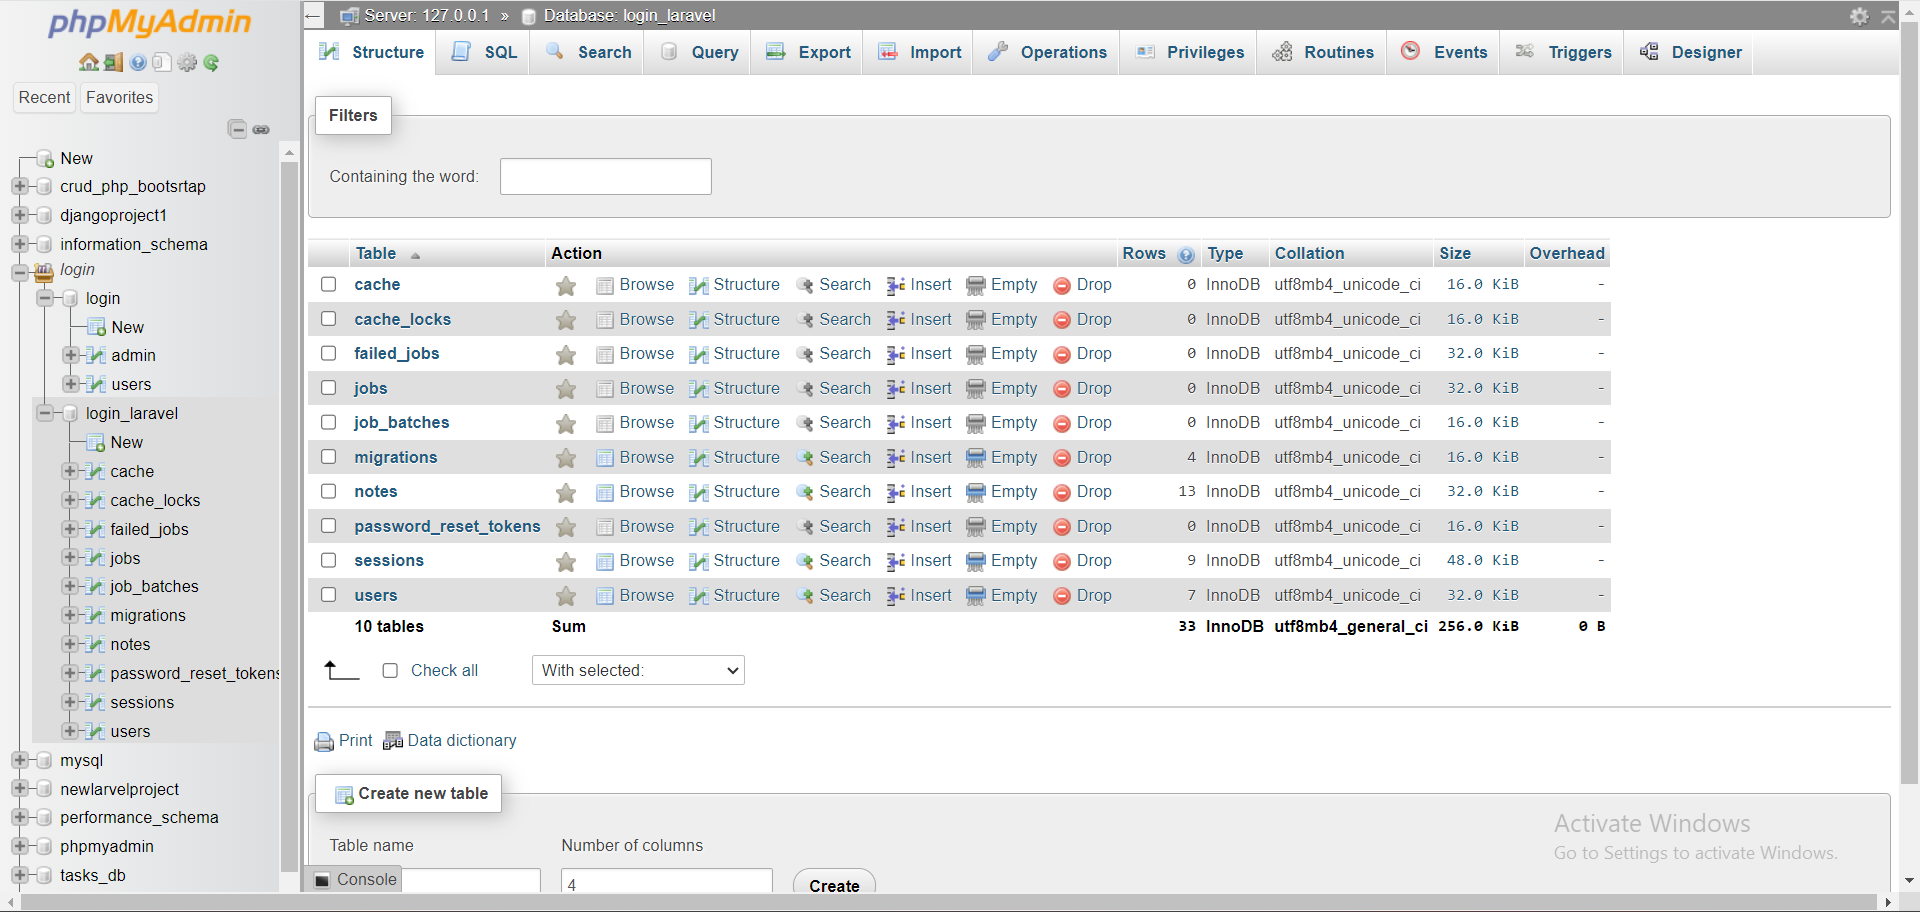 phpMyAdmin
Recent Favorites
New
crud_php_bootsrtap
djangoproject1
information_schema
login
login
New
admin
users
login_laravel
New
cache
cache_locks
failed_jobs
jobs
job_batches
migrations
notes
password_reset_tokens
sessions
users
mysql
newlarvelproject
performance_schema
phpmyadmin
tasks_db
Server: 127.0.0.1 » Database: login_laravel
Structure SQL Search Query Export Import Operations Privileges Routines Events Triggers Designer
Filters
Containing the word:
Table Action Rows Type Collation Size Overhead
cache Browse Structure Search Insert Empty Drop 0 InnoDB utf8mb4_unicode_ci 16.0 KiB -
cache_locks Browse Structure Search Insert Empty Drop 0 InnoDB utf8mb4_unicode_ci 16.0 KiB -
failed_jobs Browse Structure Search Insert Empty Drop 0 InnoDB utf8mb4_unicode_ci 32.0 KiB -
jobs Browse Structure Search Insert Empty Drop 0 InnoDB utf8mb4_unicode_ci 32.0 KiB -
job_batches Browse Structure Search Insert Empty Drop 0 InnoDB utf8mb4_unicode_ci 16.0 KiB -
migrations Browse Structure Search Insert Empty Drop 4 InnoDB utf8mb4_unicode_ci 16.0 KiB -
notes Browse Structure Search Insert Empty Drop 13 InnoDB utf8mb4_unicode_ci 32.0 KiB -
password_reset_tokens Browse Structure Search Insert Empty Drop 0 InnoDB utf8mb4_unicode_ci 16.0 KiB -
sessions Browse Structure Search Insert Empty Drop 9 InnoDB utf8mb4_unicode_ci 48.0 KiB -
users Browse Structure Search Insert Empty Drop 7 InnoDB utf8mb4_unicode_ci 32.0 KiB -
10 tables Sum 33 InnoDB utf8mb4_general_ci 256.0 KiB 0 B
Check all With selected:
Print Data dictionary
Create new table
Table name Number of columns
4 Create
Console
Activate Windows
Go to Settings to activate Windows.